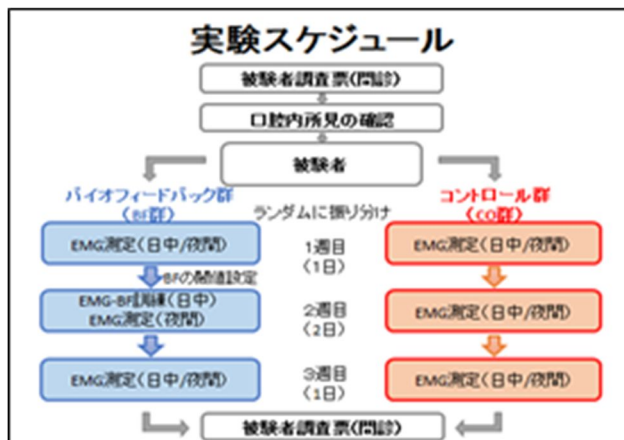 実験スケジュール
被験者調査票(問診)
口腔内所見の確認
被験者
バイオフィードバック群
(BF群)
ランダムに振り分け
コントロール群
(CO群)
EMG測定(日中/夜間)
1週目
(1日)
EMG測定(日中/夜間)
BFの閾値設定
EMG-BF訓練(日中)
EMG測定(夜間)
2週目
(2日)
EMG測定(日中/夜間)
EMG測定(日中/夜間)
3週目
(1日)
EMG測定(日中/夜間)
被験者調査票(問診)